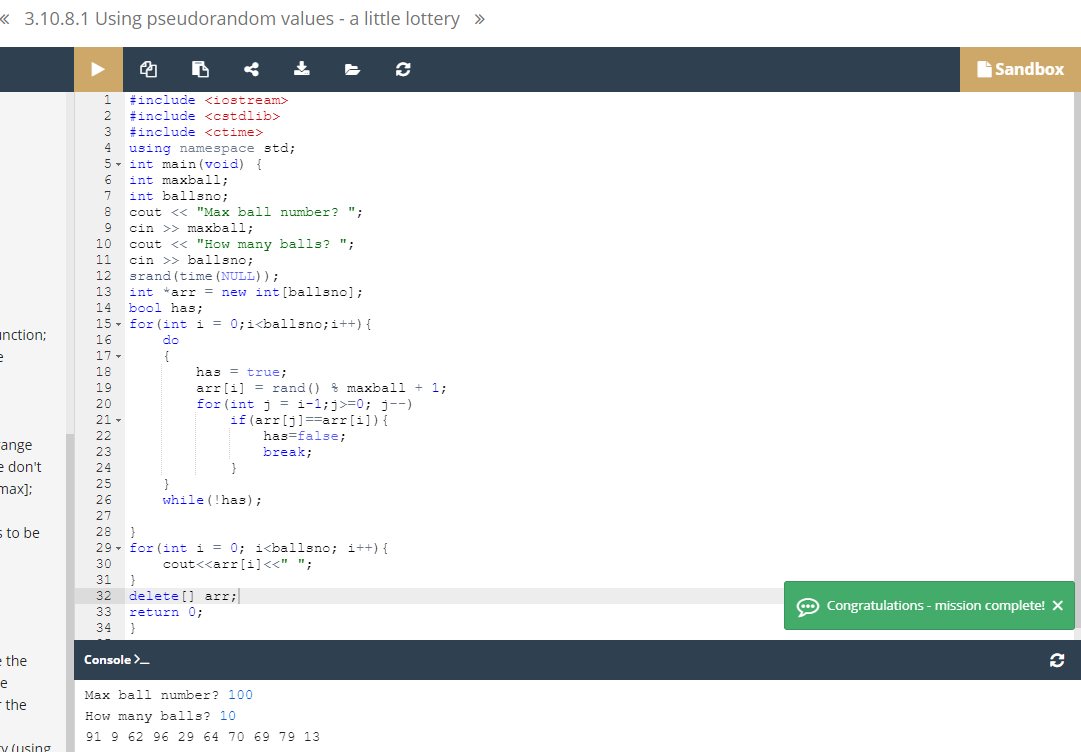 « 3.10.8.1 Using pseudorandom values - a little lottery »
Sandbox
1 #include <iostream>
2 #include <cstdlib>
3 #include <ctime>
4 using namespace std;
5 int main(void) {
6 int maxball;
7 int ballsno;
8 cout << "Max ball number? ";
9 cin >> maxball;
10 cout << "How many balls? ";
11 cin >> ballsno;
12 srand(time(NULL));
13 int *arr = new int[ballsno];
14 bool has;
15 for(int i = 0;i<ballsno;i++){
16 do
17 {
18 has = true;
19 arr[i] = rand() % maxball + 1;
20 for(int j = i-1;j>=0; j--)
21 if(arr[j]==arr[i]){
22 has=false;
23 break;
24 }
25 }
26 while(!has);
27
28 }
29 for(int i = 0; i<ballsno; i++){
30 cout<<arr[i]<<" ";
31 }
32 delete[] arr;
33 return 0;
34 }
unction;
e
ange
e don't
max];
s to be
e the
e
the
y (using
Congratulations - mission complete! ×
Console >_
Max ball number? 100
How many balls? 10
91 9 62 96 29 64 70 69 79 13